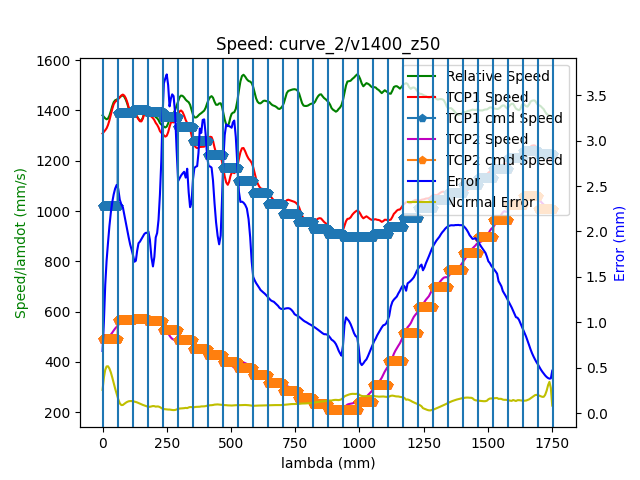 Speed: curve_2/v1400_z50
1600
1400
1200
1000
800
600
400
200
Speed/lamdot (mm/s)
Relative Speed
TCP1 Speed
TCP1 cmd Speed
TCP2 Speed
TCP2 cmd Speed
Error
Normal Error
3.5
3.0
2.5
2.0
1.5
1.0
0.5
0.0
Error (mm)
0 250 500 750 1000 1250 1500 1750
lambda (mm)